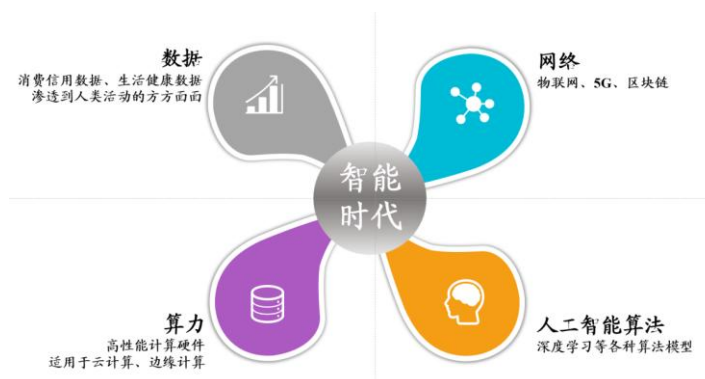 数据
消费信用数据、生活健康数据
渗透到人类活动的方方面面
网络
物联网、5G、区块链
智能
时代
算力
高性能计算硬件
适用于云计算、边缘计算
人工智能算法
深度学习等各种算法模型